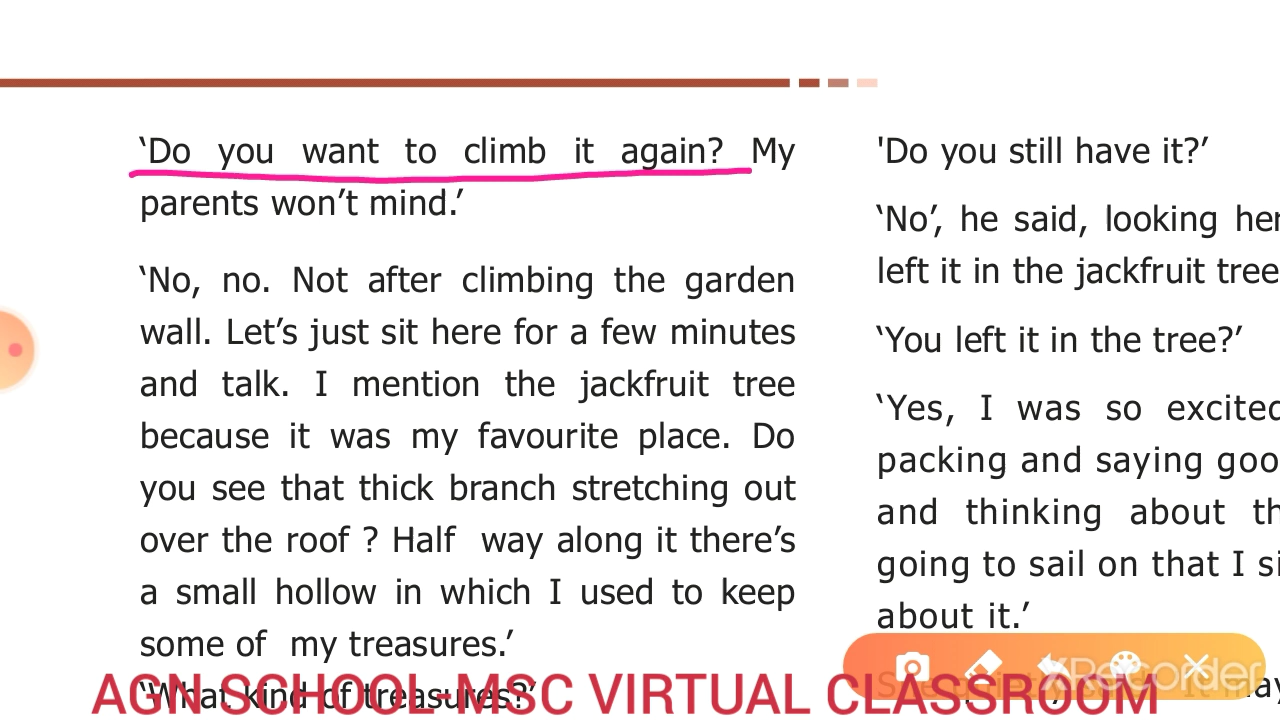 ‘Do you want to climb it again? My
parents won’t mind.’
‘No, no. Not after climbing the garden
wall. Let’s just sit here for a few minutes
and talk. I mention the jackfruit tree
because it was my favourite place. Do
you see that thick branch stretching out
over the roof ? Half way along it there’s
a small hollow in which I used to keep
some of my treasures.’
‘What kind of treasures?’
'Do you still have it?’
‘No’, he said, looking
left it in the jackfruit tree
‘You left it in the tree?’
‘Yes, I was so
packing and saying
and thinking about
going to sail on that I
about it.’
AGN SCHOOL-MSC VIRTUAL CLASSROOM
XRecorder